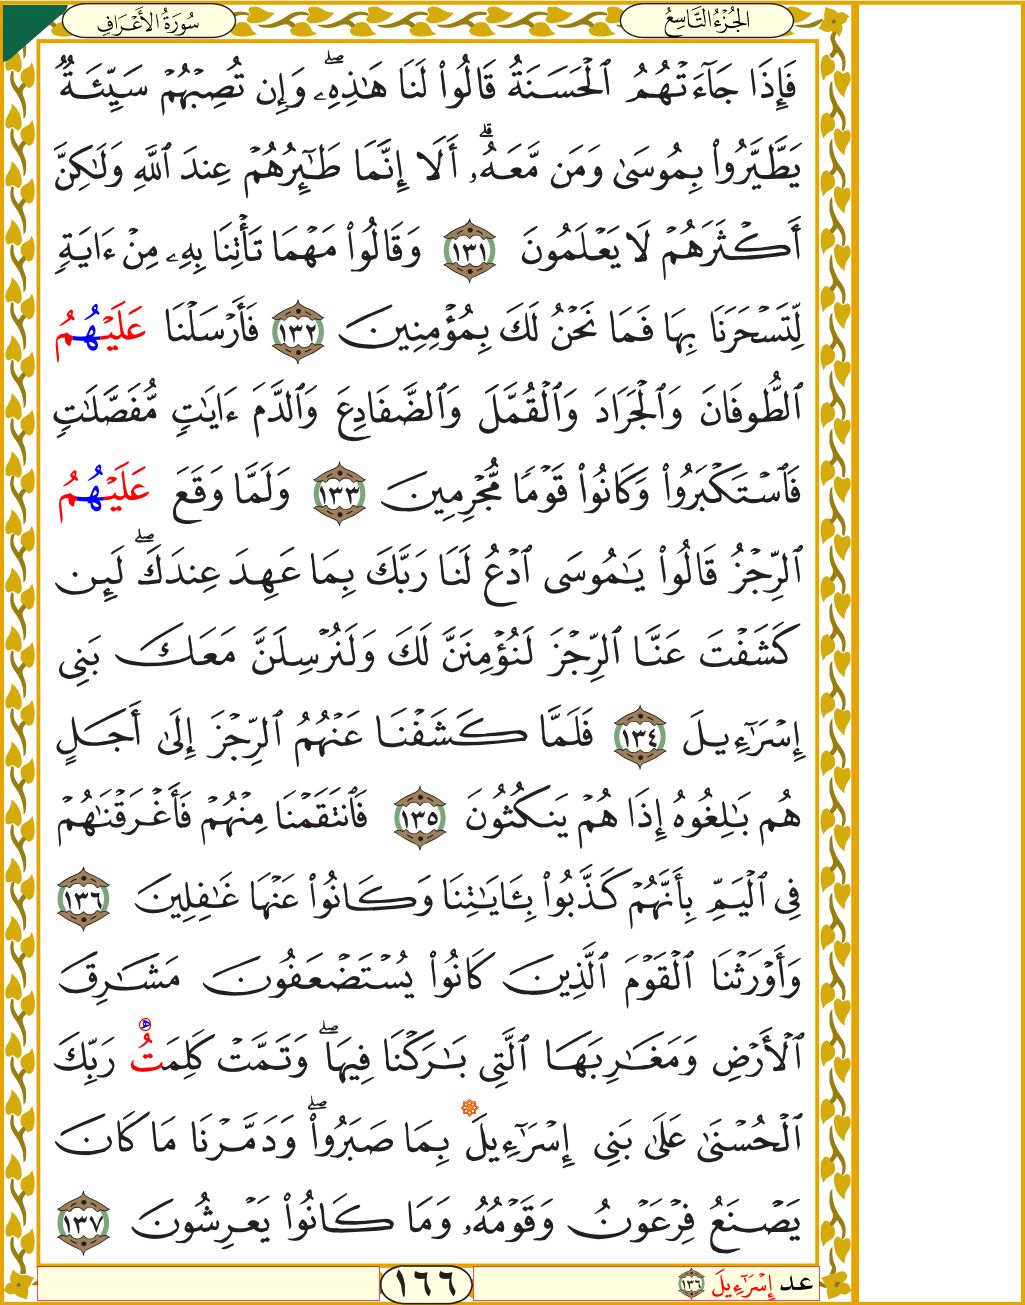 سُورَةُ الأَعْرَافِ
الجُزْءُ التَّاسِعُ
فَإِذَا جَآءَتْهُمُ ٱلْحَسَنَةُ قَالُوا۟ لَنَا هَٰذِهِۦۖ وَإِن تُصِبْهُمْ سَيِّئَةٌ
يَطَّيَّرُوا۟ بِمُوسَىٰ وَمَن مَّعَهُۥٓۗ أَلَآ إِنَّمَا طَٰٓئِرُهُمْ عِندَ ٱللَّهِ وَلَٰكِنَّ
أَكْثَرَهُمْ لَا يَعْلَمُونَ ١٣١ وَقَالُوا۟ مَهْمَا تَأْتِنَا بِهِۦ مِنْ ءَايَةٍ
لِّتَسْحَرَنَا بِهَا فَمَا نَحْنُ لَكَ بِمُؤْمِنِينَ ١٣٢ فَأَرْسَلْنَا عَلَيْهُمُ
ٱلطُّوفَانَ وَٱلْجَرَادَ وَٱلْقُمَّلَ وَٱلضَّفَادِعَ وَٱلدَّمَ ءَايَٰتٍ مُّفَصَّلَٰتٍ
فَٱسْتَكْبَرُوا۟ وَكَانُوا۟ قَوْمًا مُّجْرِمِينَ ١٣٣ وَلَمَّا وَقَعَ عَلَيْهُمُ
ٱلرِّجْزُ قَالُوا۟ يَٰمُوسَى ٱدْعُ لَنَا رَبَّكَ بِمَا عَهِدَ عِندَكَۖ لَئِن
كَشَفْتَ عَنَّا ٱلرِّجْزَ لَنُؤْمِنَنَّ لَكَ وَلَنُرْسِلَنَّ مَعَكَ بَنِىٓ
إِسْرَٰٓءِيلَ ١٣٤ فَلَمَّا كَشَفْنَا عَنْهُمُ ٱلرِّجْزَ إِلَىٰٓ أَجَلٍ
هُم بَٰلِغُوهُ إِذَا هُمْ يَنكُثُونَ ١٣٥ فَٱنتَقَمْنَا مِنْهُمْ فَأَغْرَقْنَٰهُمْ
فِى ٱلْيَمِّ بِأَنَّهُمْ كَذَّبُوا۟ بِـَٔايَٰتِنَا وَكَانُوا۟ عَنْهَا غَٰفِلِينَ ١٣٦
وَأَوْرَثْنَا ٱلْقَوْمَ ٱلَّذِينَ كَانُوا۟ يُسْتَضْعَفُونَ مَشَٰرِقَ
ٱلْأَرْضِ وَمَغَٰرِبَهَا ٱلَّتِى بَٰرَكْنَا فِيهَاۖ وَتَمَّتْ كَلِمَتُ رَبِّكَ
ٱلْحُسْنَىٰ عَلَىٰ بَنِىٓ إِسْرَٰٓءِيلَ بِمَا صَبَرُوا۟ۖ وَدَمَّرْنَا مَا كَانَ
يَصْنَعُ فِرْعَوْنُ وَقَوْمُهُۥ وَمَا كَانُوا۟ يَعْرِشُونَ ١٣٧
عد إِسْرَٰٓءِيلَ ١٣٦
١٦٦